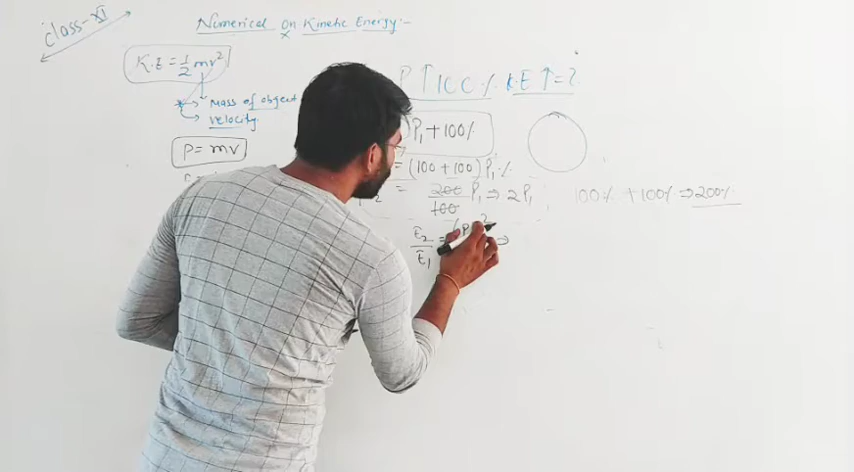 class-XI
Numerical On Kinetic Energy:-
K.E = 1/2 mv²
→ Mass of object
→ velocity
P = mv
P↑100% K.E↑=?
P₁ + 100%
= (100 + 100) P₁ %
= 200/100 P₁ ⇒ 2P₁
100% + 100% ⇒ 200%
E₂/E₁ = (P ² ⇒